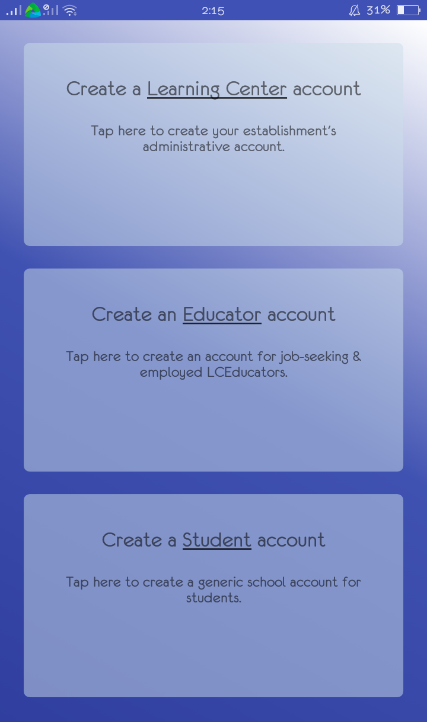 2:15 31%
Create a Learning Center account
Tap here to create your establishment's
administrative account.
Create an Educator account
Tap here to create an account for job-seeking &
employed LCEducators.
Create a Student account
Tap here to create a generic school account for
students.